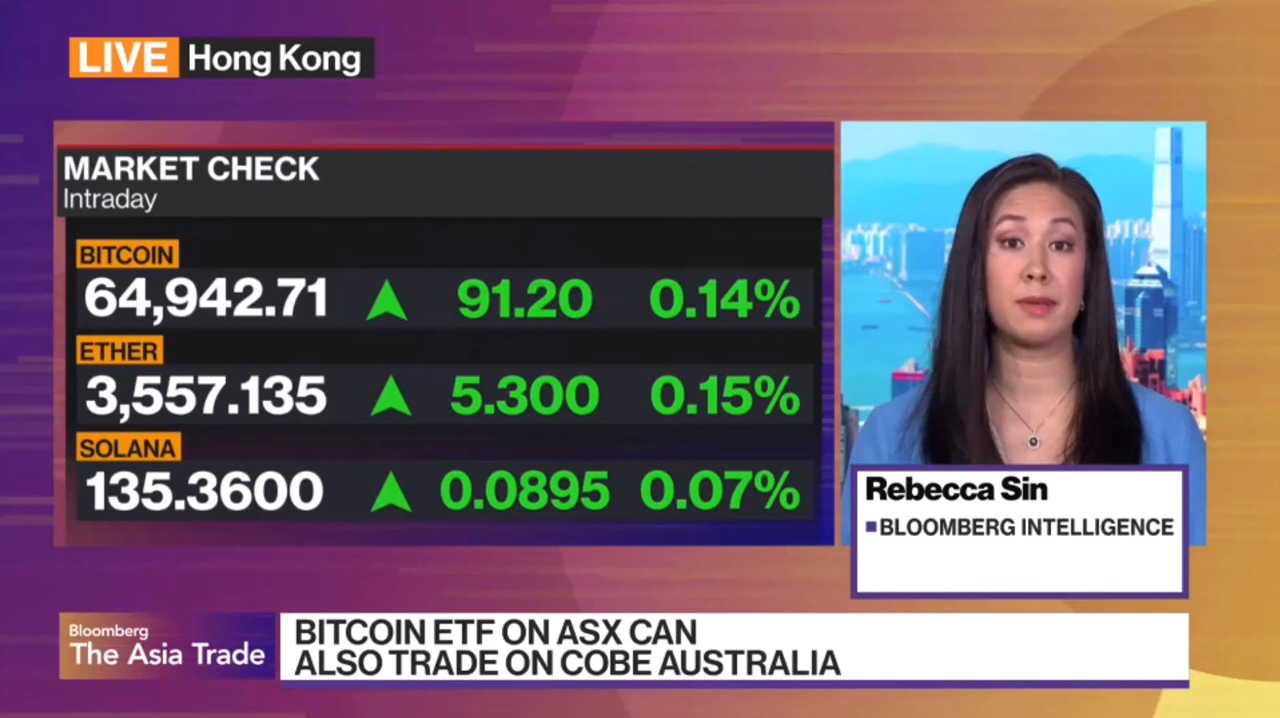 LIVE Hong Kong
MARKET CHECK
Intraday
BITCOIN
64,942.71 ▲ 91.20 0.14%
ETHER
3,557.135 ▲ 5.300 0.15%
SOLANA
135.3600 ▲ 0.0895 0.07%
Rebecca Sin
BLOOMBERG INTELLIGENCE
Bloomberg
The Asia Trade
BITCOIN ETF ON ASX CAN
ALSO TRADE ON COBE AUSTRALIA